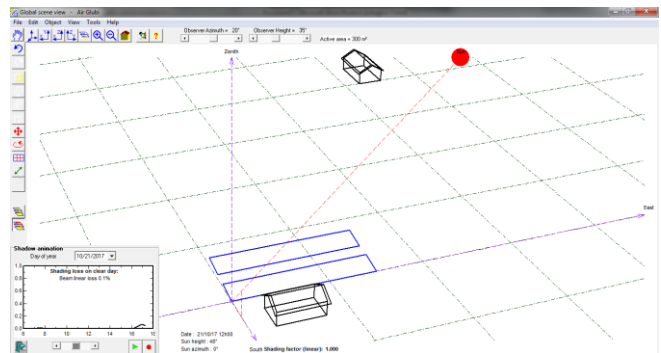 Global scene view - Air Glubi
File Edit Object View Tools Help
Observer Azimuth = 20° Observer Height = 35° Active area = 300 m²
Zenith
East
Shadow animation
Day of year 10/21/2017
Shading loss on clear day:
Beam linear loss 0.1%
1.0
0.8
0.6
0.4
0.2
0.0
6 8 10 12 14 16 18
Date : 21/10/17 12h00
Sun height : 48°
Sun azimuth : 0°
South Shading factor (linear): 1.000